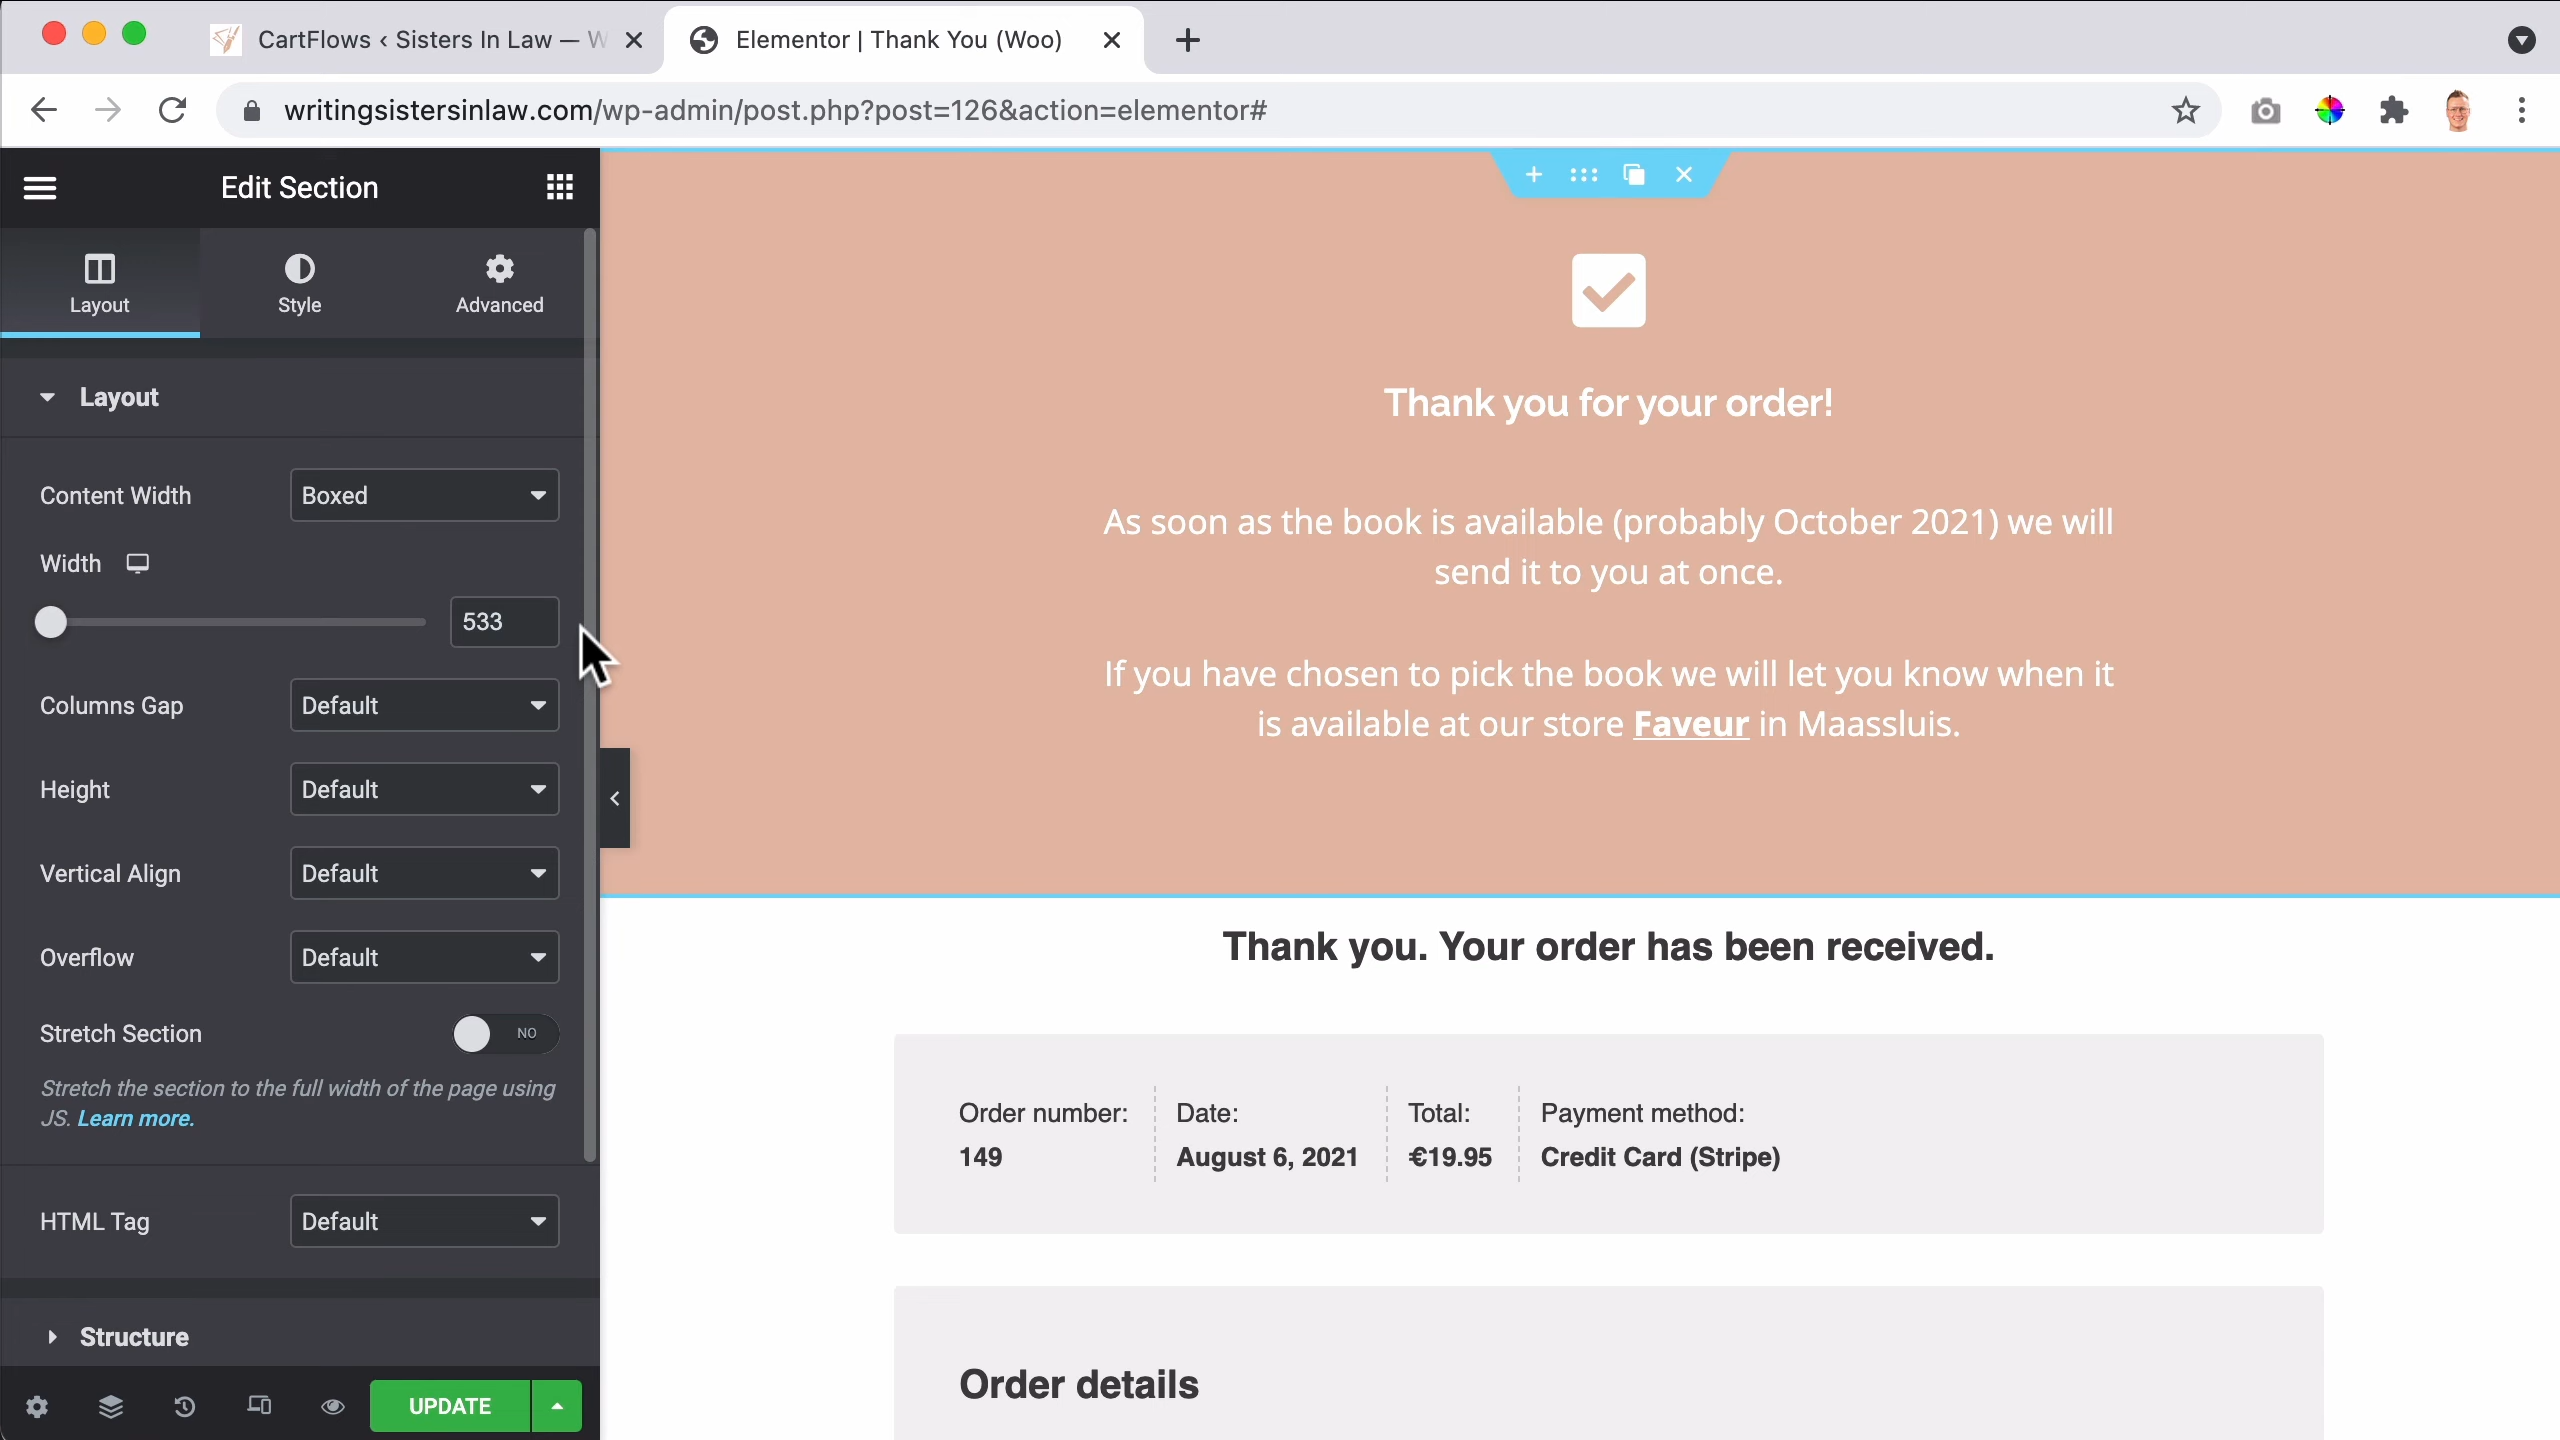 CartFlows ‹ Sisters In Law — W
Elementor | Thank You (Woo)
writingsistersinlaw.com/wp-admin/post.php?post=126&action=elementor#
Edit Section
Layout
Style
Advanced
Layout
Content Width
Boxed
Width
533
Columns Gap
Default
Height
Default
Vertical Align
Default
Overflow
Default
Stretch Section
NO
Stretch the section to the full width of the page using
JS. Learn more.
HTML Tag
Default
Structure
UPDATE
Thank you for your order!
As soon as the book is available (probably October 2021) we will
send it to you at once.
If you have chosen to pick the book we will let you know when it
is available at our store Faveur in Maassluis.
Thank you. Your order has been received.
Order number:
149
Date:
August 6, 2021
Total:
€19.95
Payment method:
Credit Card (Stripe)
Order details